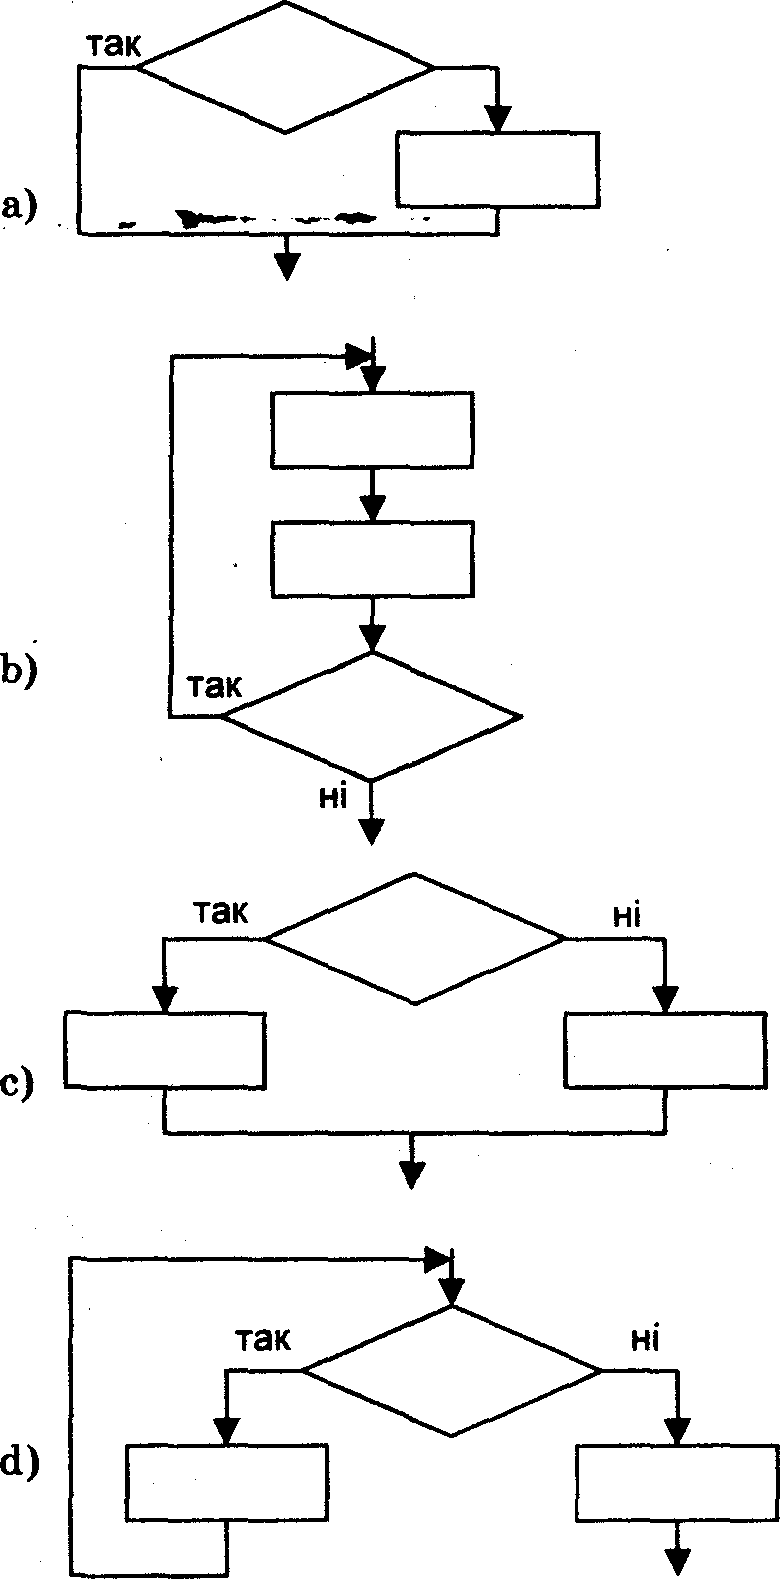 так
a)
b)
так
ні
так ні
c)
так ні
d)